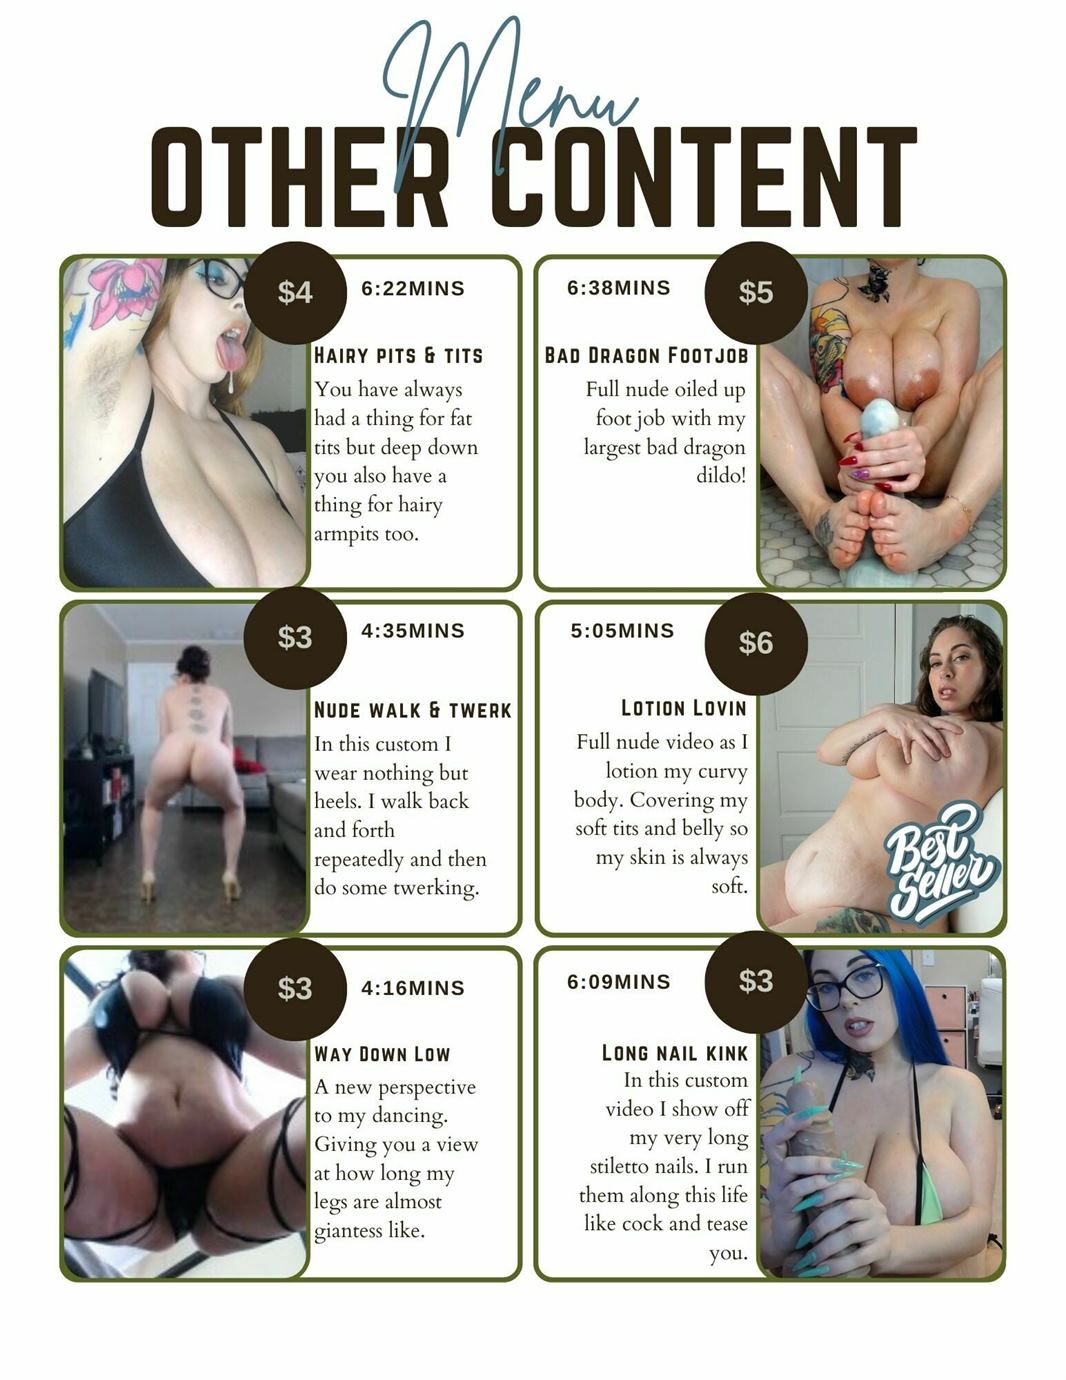 Menu
OTHER CONTENT
$4
6:22MINS
HAIRY PITS & TITS
You have always
had a thing for fat
tits but deep down
you also have a
thing for hairy
armpits too.
6:38MINS
$5
BAD DRAGON FOOTJOB
Full nude oiled up
foot job with my
largest bad dragon
dildo!
$3
4:35MINS
NUDE WALK & TWERK
In this custom I
wear nothing but
heels. I walk back
and forth
repeatedly and then
do some twerking.
5:05MINS
$6
LOTION LOVIN
Full nude video as I
lotion my curvy
body. Covering my
soft tits and belly so
my skin is always
soft.
Best
Seller
$3
4:16MINS
WAY DOWN LOW
A new perspective
to my dancing.
Giving you a view
at how long my
legs are almost
giantess like.
6:09MINS
$3
LONG NAIL KINK
In this custom
video I show off
my very long
stiletto nails. I run
them along this life
like cock and tease
you.